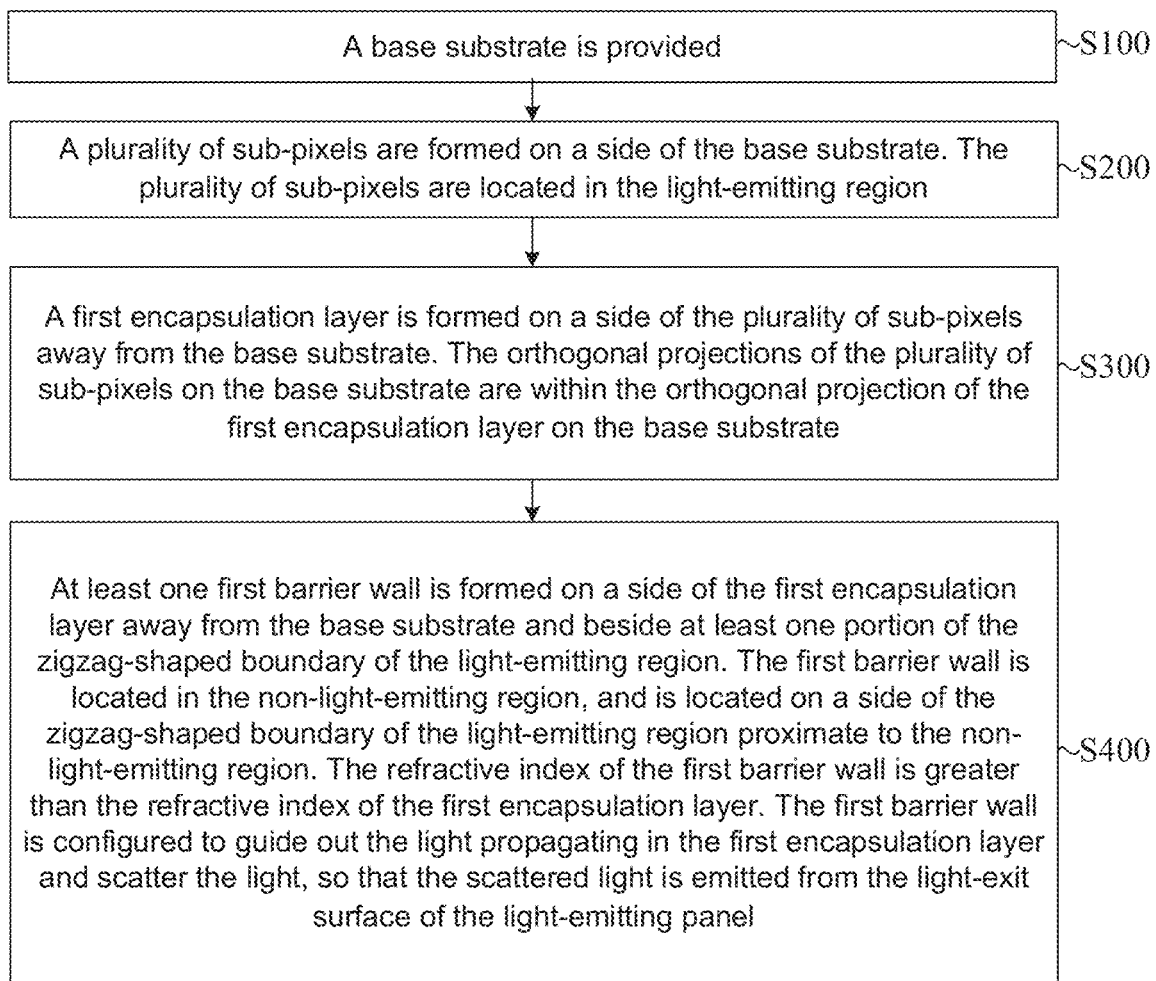 A base substrate is provided
~S100
A plurality of sub-pixels are formed on a side of the base substrate. The
plurality of sub-pixels are located in the light-emitting region
~S200
A first encapsulation layer is formed on a side of the plurality of sub-pixels
away from the base substrate. The orthogonal projections of the plurality of
sub-pixels on the base substrate are within the orthogonal projection of the
first encapsulation layer on the base substrate
~S300
At least one first barrier wall is formed on a side of the first encapsulation
layer away from the base substrate and beside at least one portion of the
zigzag-shaped boundary of the light-emitting region. The first barrier wall is
located in the non-light-emitting region, and is located on a side of the
zigzag-shaped boundary of the light-emitting region proximate to the non-
light-emitting region. The refractive index of the first barrier wall is greater
than the refractive index of the first encapsulation layer. The first barrier wall
is configured to guide out the light propagating in the first encapsulation layer
and scatter the light, so that the scattered light is emitted from the light-exit
surface of the light-emitting panel
~S400